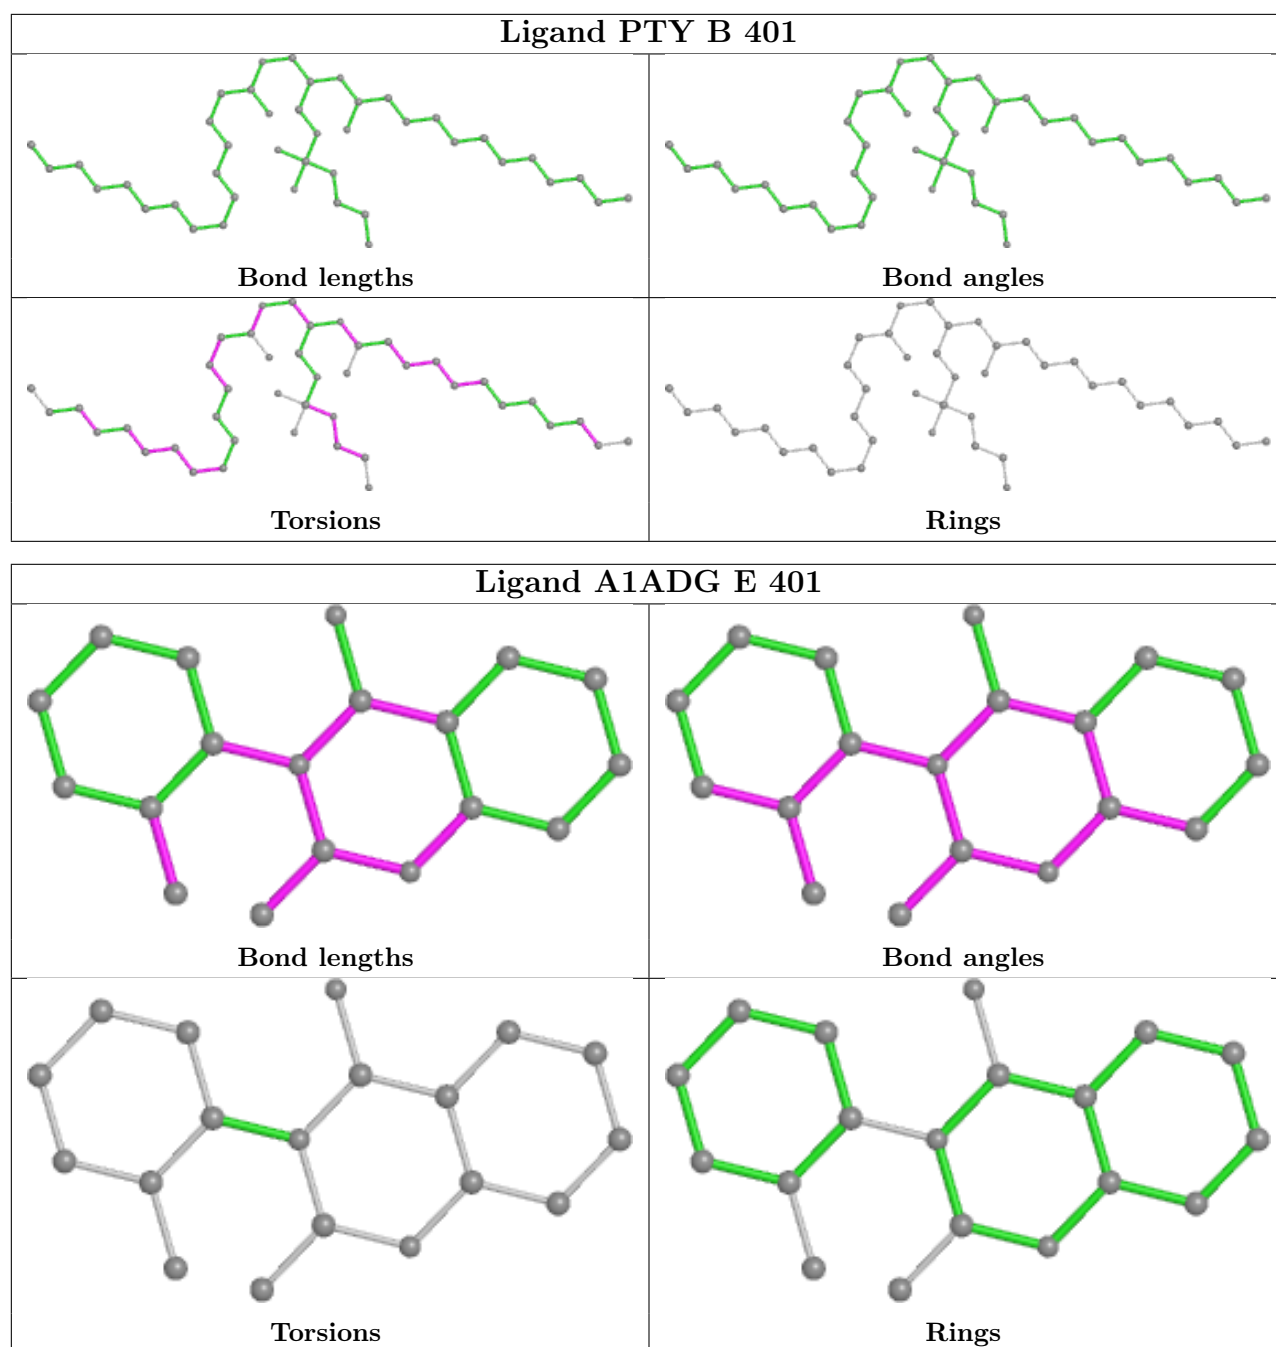 Ligand PTY B 401
Bond lengths
Bond angles
Torsions
Rings
Ligand A1ADG E 401
Bond lengths
Bond angles
Torsions
Rings